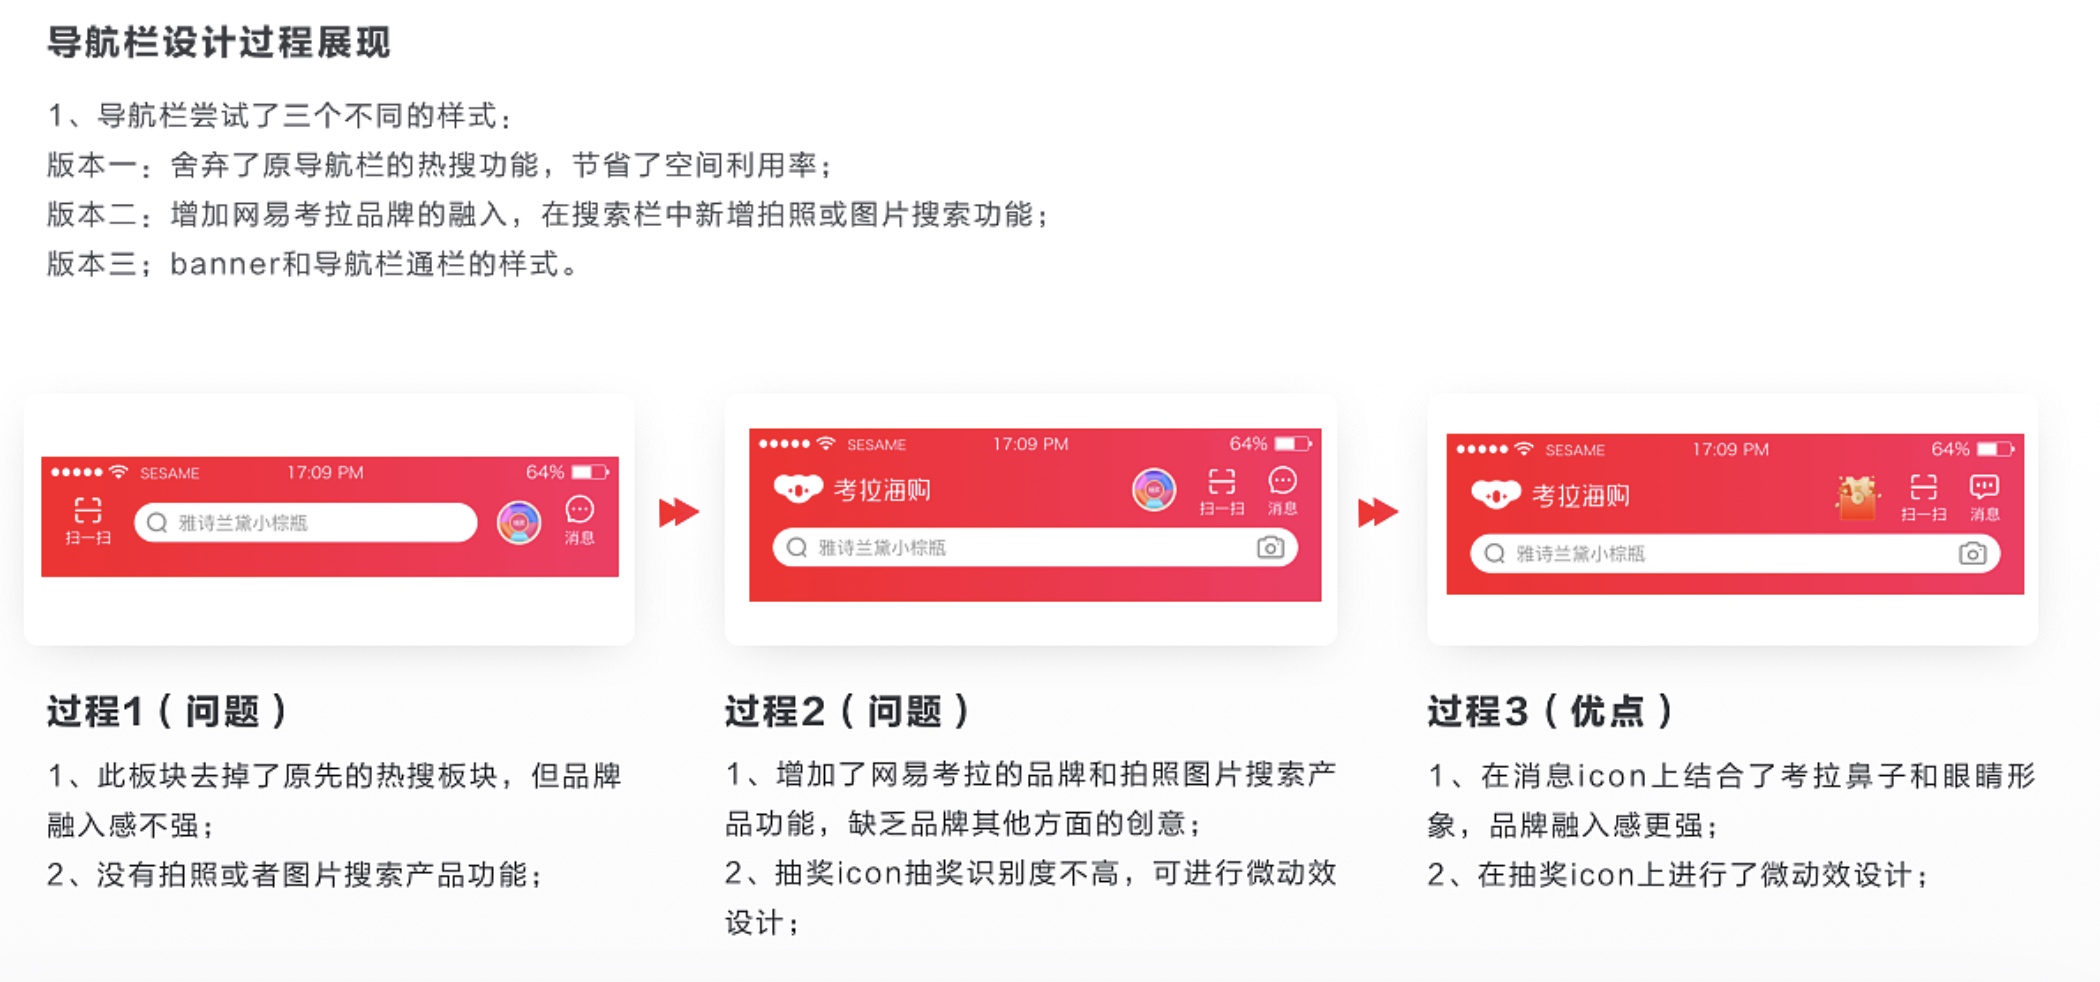 导航栏设计过程展现
1、导航栏尝试了三个不同的样式；
版本一：舍弃了原导航栏的热搜功能，节省了空间利用率；
版本二：增加网易考拉品牌的融入，在搜索栏中新增拍照或图片搜索功能；
版本三；banner和导航栏通栏的样式。
SESAME 17:09 PM 64%
扫一扫 雅诗兰黛小棕瓶 消息
SESAME 17:09 PM 64%
考拉海购 扫一扫 消息
雅诗兰黛小棕瓶
SESAME 17:09 PM 64%
考拉海购 扫一扫 消息
雅诗兰黛小棕瓶
过程1（问题）
1、此板块去掉了原先的热搜板块，但品牌
融入感不强；
2、没有拍照或者图片搜索产品功能；
过程2（问题）
1、增加了网易考拉的品牌和拍照图片搜索产
品功能，缺乏品牌其他方面的创意；
2、抽奖icon抽奖识别度不高，可进行微动效
设计；
过程3（优点）
1、在消息icon上结合了考拉鼻子和眼睛形
象，品牌融入感更强；
2、在抽奖icon上进行了微动效设计；